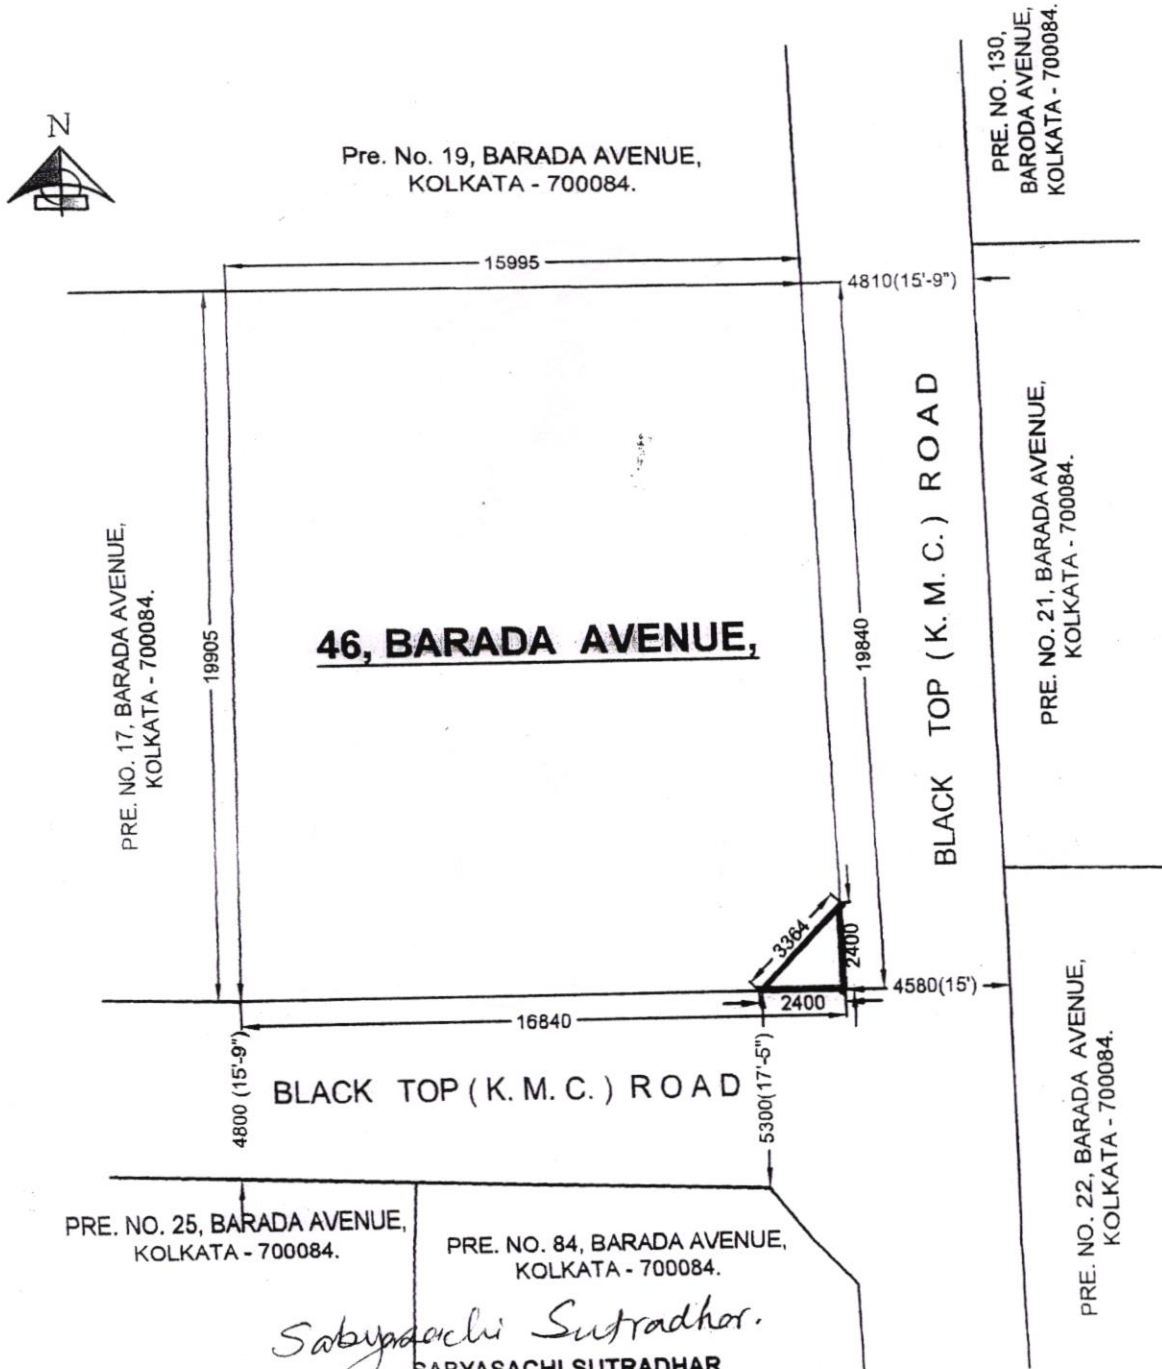 PRE. NO. 130,
BARODA AVENUE,
KOLKATA - 700084.
N
Pre. No. 19, BARADA AVENUE,
KOLKATA - 700084.
15995
4810(15'-9")
BLACK TOP ( K. M. C. ) ROAD
PRE. NO. 21, BARADA AVENUE,
KOLKATA - 700084.
PRE. NO. 17, BARADA AVENUE,
KOLKATA - 700084.
19905
46, BARADA AVENUE,
19840
3364
2400
2400
4580(15')
16840
4800 (15'-9")
BLACK TOP ( K. M. C. ) ROAD
5300(17'-5")
PRE. NO. 22, BARADA AVENUE,
KOLKATA - 700084.
PRE. NO. 25, BARADA AVENUE,
KOLKATA - 700084.
PRE. NO. 84, BARADA AVENUE,
KOLKATA - 700084.
Sabyasachi Sutradhar.
SABYASACHI SUTRADHAR